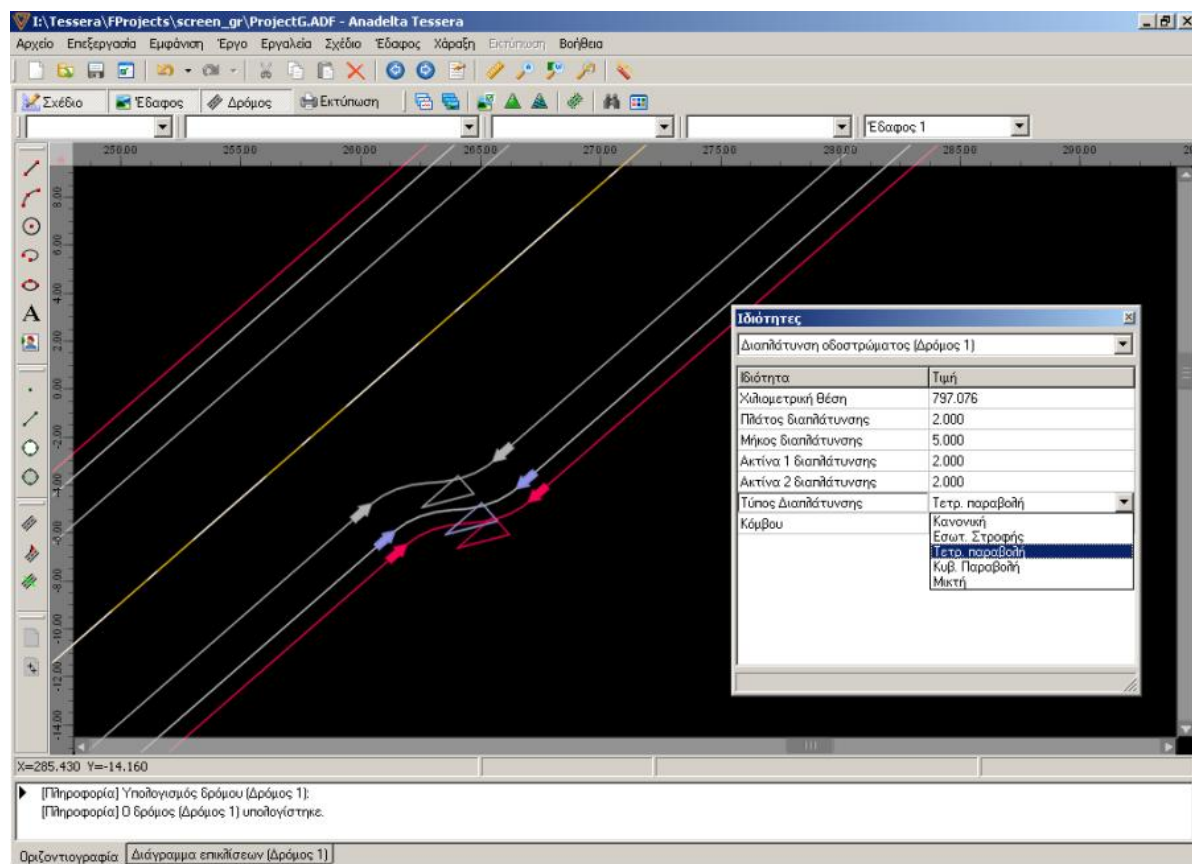 I:\Tessera\FProjects\screen_gr\ProjectG.ADF - Anadelta Tessera
Αρχείο Επεξεργασία Εμφάνιση Έργο Εργαλεία Σχέδιο Έδαφος Χάραξη Εκτύπωση Βοήθεια
Σχέδιο Έδαφος Δρόμος Εκτύπωση
Έδαφος 1
250.00 255.00 260.00 265.00 270.00 275.00 280.00 285.00 290.00
8.00
6.00
4.00
2.00
0.00
-2.00
-4.00
-6.00
-8.00
-10.00
-12.00
-14.00
A
Ιδιότητες
Διαπλάτυνση οδοστρώματος (Δρόμος 1)
Ιδιότητα Τιμή
Χιλιομετρική θέση 797.076
Πλάτος διαπλάτυνσης 2.000
Μήκος διαπλάτυνσης 5.000
Ακτίνα 1 διαπλάτυνσης 2.000
Ακτίνα 2 διαπλάτυνσης 2.000
Τύπος Διαπλάτυνσης Τετρ. παραβολή
Κόμβου
Κανονική
Εσωτ. Στροφής
Τετρ. παραβολή
Κυβ. Παραβολή
Μικτή
X=285.430 Y=-14.160
[Πληροφορία] Υπολογισμός δρόμου (Δρόμος 1):
[Πληροφορία] Ο δρόμος (Δρόμος 1) υπολογίστηκε.
Οριζοντιογραφία Διάγραμμα επικλίσεων (Δρόμος 1)